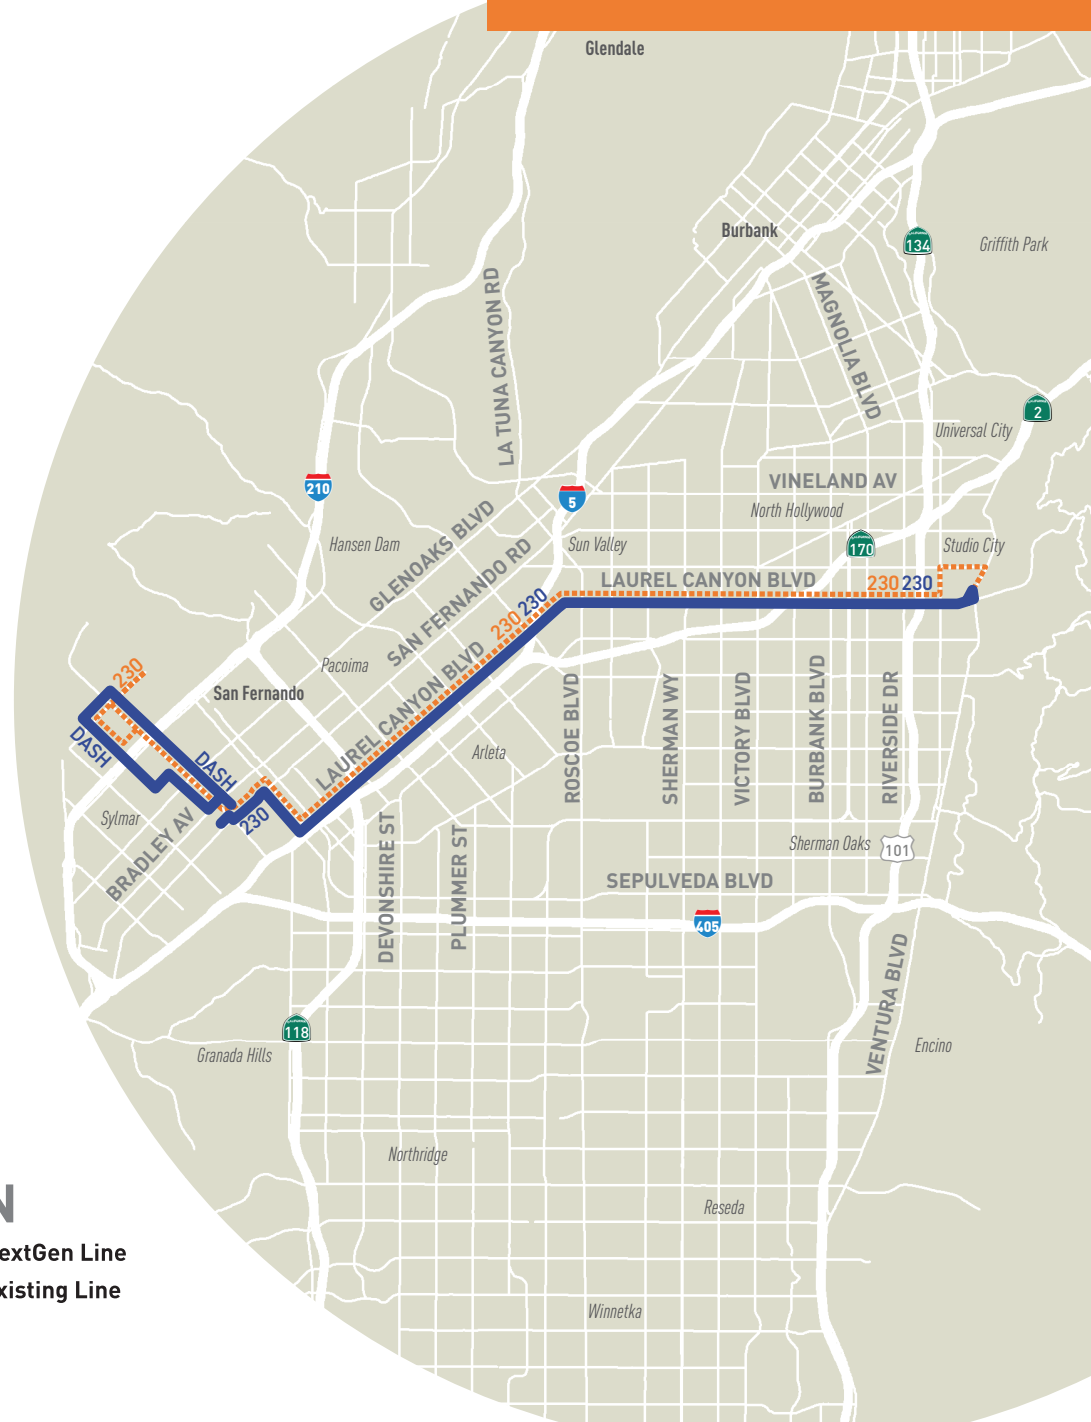 Glendale
Burbank
134
Griffith Park
LA TUNA CANYON RD
MAGNOLIA BLVD
2
Universal City
210
5
VINELAND AV
North Hollywood
GLENOAKS BLVD
Hansen Dam
Sun Valley
170
Studio City
SAN FERNANDO RD
LAUREL CANYON BLVD
230 230
230 230
Pacoima
230
San Fernando
LAUREL CANYON BLVD
ROSCOE BLVD
SHERMAN WY
VICTORY BLVD
BURBANK BLVD
RIVERSIDE DR
DASH
DASH
Arleta
Sylmar
230
BRADLEY AV
DEVONSHIRE ST
PLUMMER ST
Sherman Oaks
101
SEPULVEDA BLVD
405
VENTURA BLVD
118
Granada Hills
Encino
Northridge
Reseda
N
extGen Line
xisting Line
Winnetka